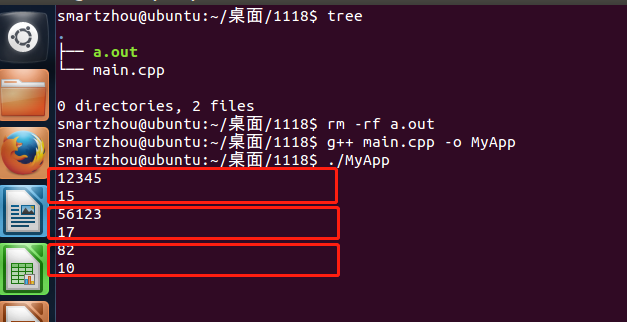 smartzhou@ubuntu:~/桌面/1118$ tree
.
├── a.out
└── main.cpp
0 directories, 2 files
smartzhou@ubuntu:~/桌面/1118$ rm -rf a.out
smartzhou@ubuntu:~/桌面/1118$ g++ main.cpp -o MyApp
smartzhou@ubuntu:~/桌面/1118$ ./MyApp
12345
15
56123
17
82
10